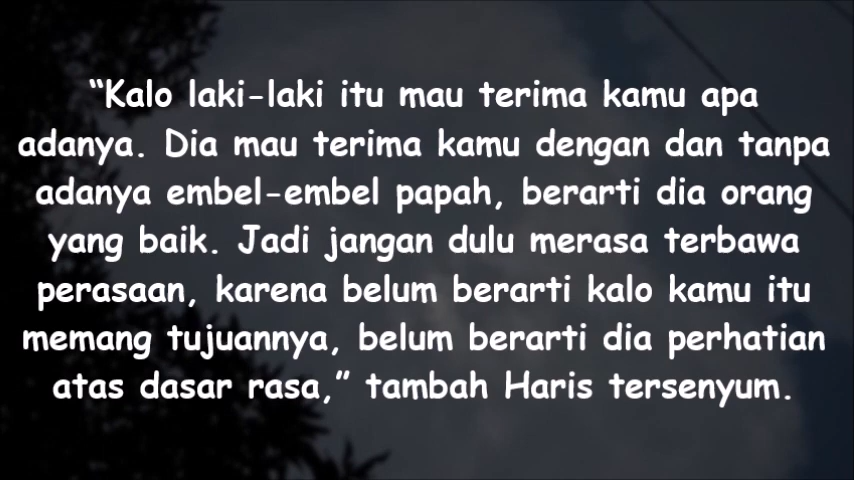 “Kalo laki-laki itu mau terima kamu apa
adanya. Dia mau terima kamu dengan dan tanpa
adanya embel-embel papah, berarti dia orang
yang baik. Jadi jangan dulu merasa terbawa
perasaan, karena belum berarti kalo kamu itu
memang tujuannya, belum berarti dia perhatian
atas dasar rasa,” tambah Haris tersenyum.